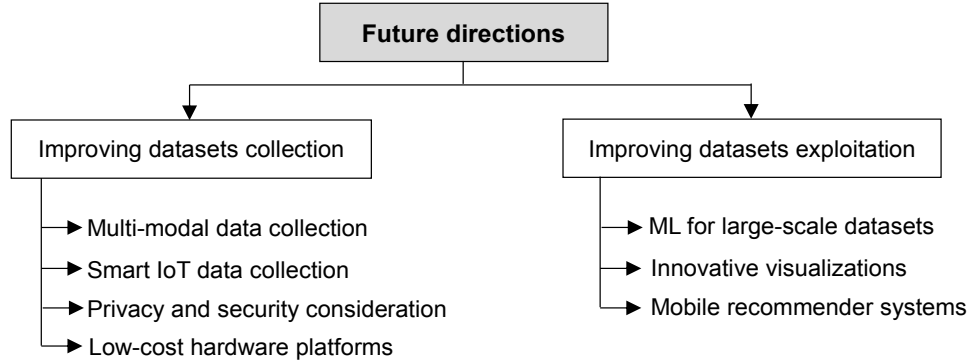 Future directions
Improving datasets collection
Multi-modal data collection
Smart IoT data collection
Privacy and security consideration
Low-cost hardware platforms
Improving datasets exploitation
ML for large-scale datasets
Innovative visualizations
Mobile recommender systems